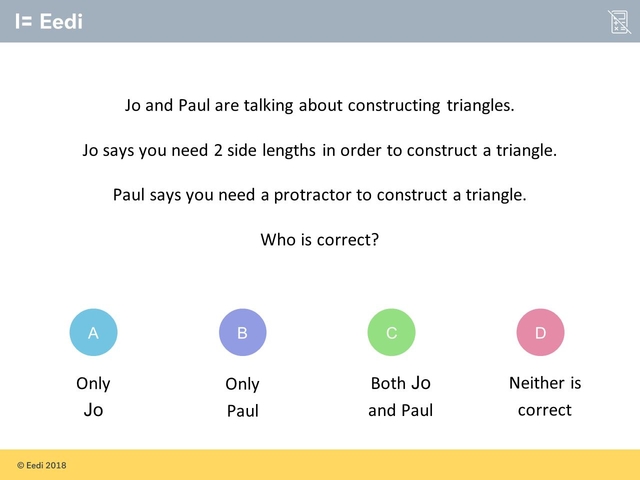 I= Eedi
Jo and Paul are talking about constructing triangles.
Jo says you need 2 side lengths in order to construct a triangle.
Paul says you need a protractor to construct a triangle.
Who is correct?
A
B
C
D
Only
Jo
Only
Paul
Both Jo
and Paul
Neither is
correct
© Eedi 2018